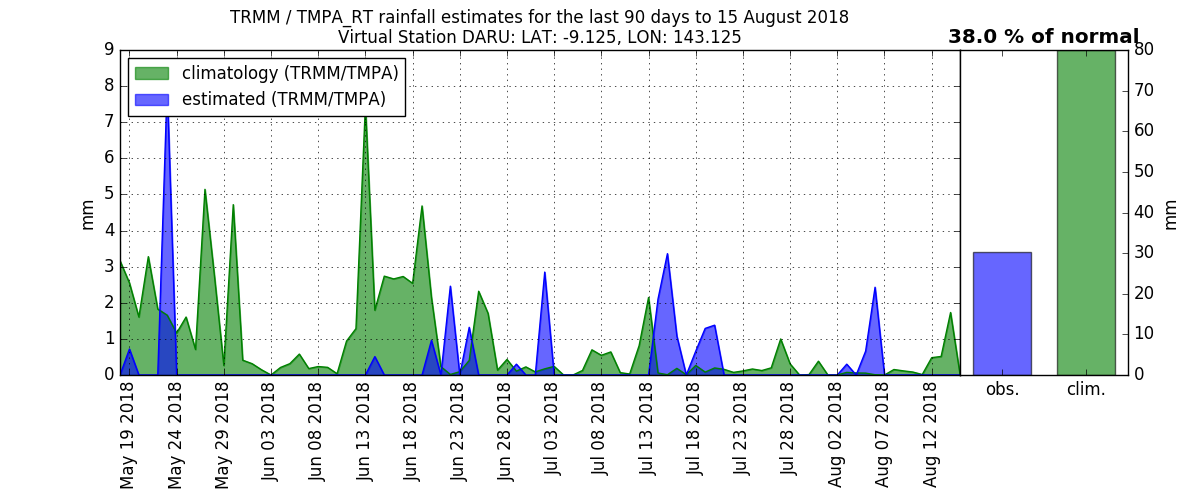 TRMM / TMPA_RT rainfall estimates for the last 90 days to 15 August 2018
Virtual Station DARU: LAT: -9.125, LON: 143.125
38.0 % of normal
climatology (TRMM/TMPA)
estimated (TRMM/TMPA)
9
8
7
6
5
4
3
2
1
0
mm
80
70
60
50
40
30
20
10
0
mm
May 19 2018
May 24 2018
May 29 2018
Jun 03 2018
Jun 08 2018
Jun 13 2018
Jun 18 2018
Jun 23 2018
Jun 28 2018
Jul 03 2018
Jul 08 2018
Jul 13 2018
Jul 18 2018
Jul 23 2018
Jul 28 2018
Aug 02 2018
Aug 07 2018
Aug 12 2018
obs.
clim.